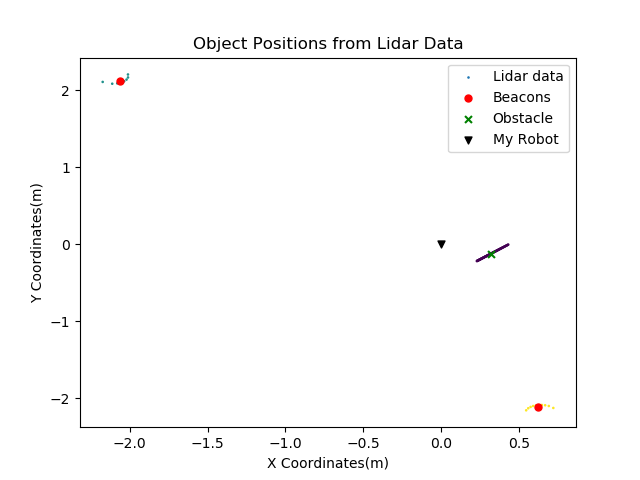 Object Positions from Lidar Data
Lidar data
Beacons
Obstacle
My Robot
Y Coordinates(m)
2
1
0
−1
−2
−2.0 −1.5 −1.0 −0.5 0.0 0.5
X Coordinates(m)